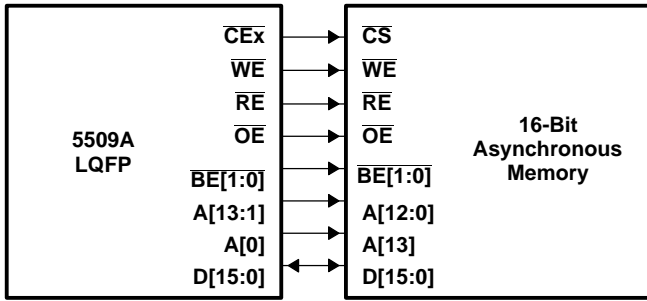 5509A
LQFP
CEx
WE
RE
OE
BE[1:0]
A[13:1]
A[0]
D[15:0]
CS
WE
RE
OE
BE[1:0]
A[12:0]
A[13]
D[15:0]
16-Bit
Asynchronous
Memory